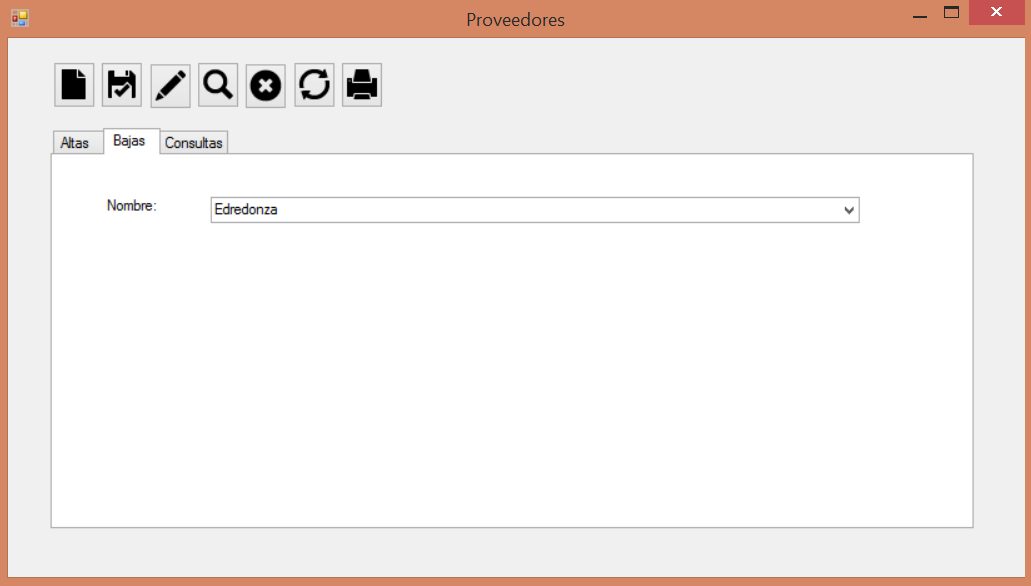 Proveedores
Altas Bajas Consultas
Nombre: Edredonza